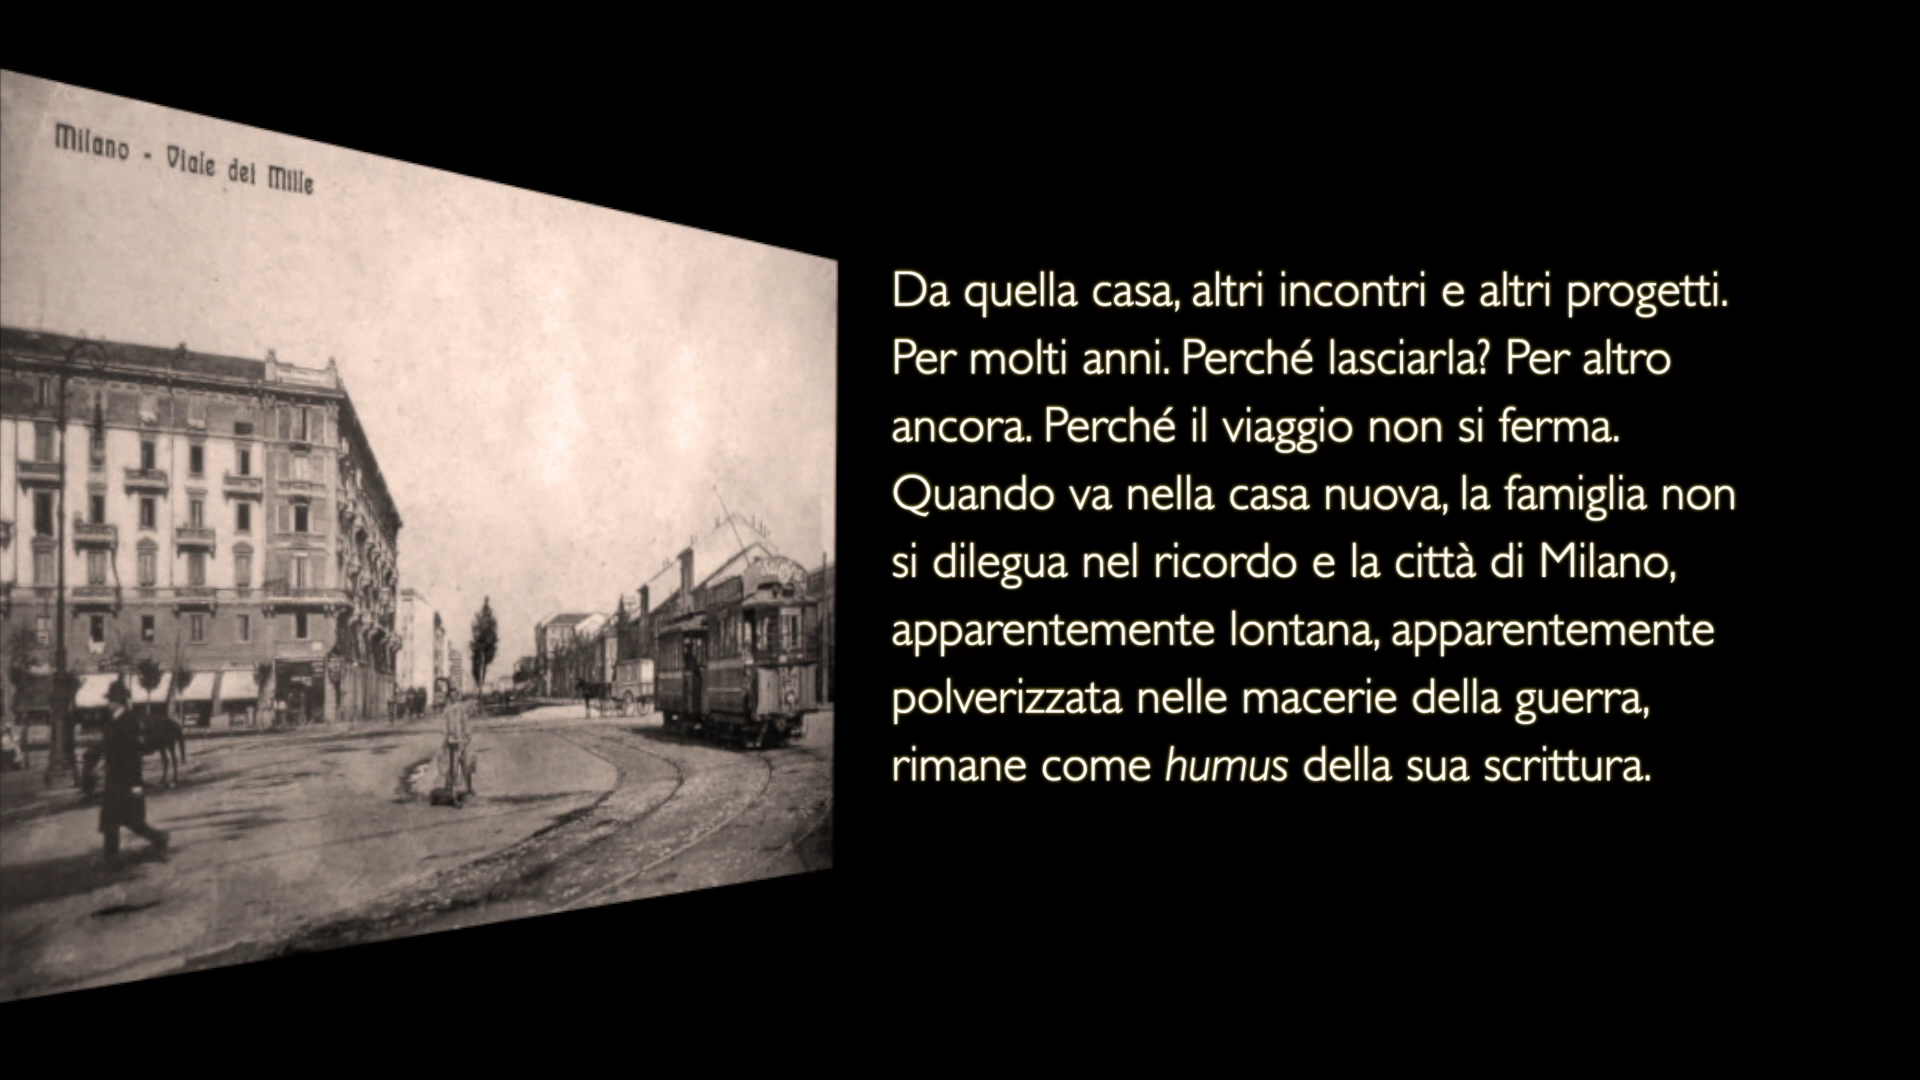 Milano - Viale dei Mille
Da quella casa, altri incontri e altri progetti.
Per molti anni. Perché lasciarla? Per altro
ancora. Perché il viaggio non si ferma.
Quando va nella casa nuova, la famiglia non
si dilegua nel ricordo e la città di Milano,
apparentemente lontana, apparentemente
polverizzata nelle macerie della guerra,
rimane come humus della sua scrittura.